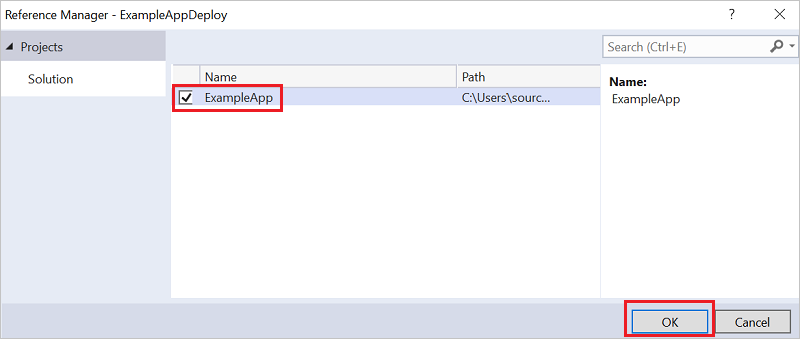 Reference Manager - ExampleAppDeploy
?
Projects
Search (Ctrl+E)
Solution
Name Path
ExampleApp C:\Users\sourc...
Name:
ExampleApp
OK Cancel